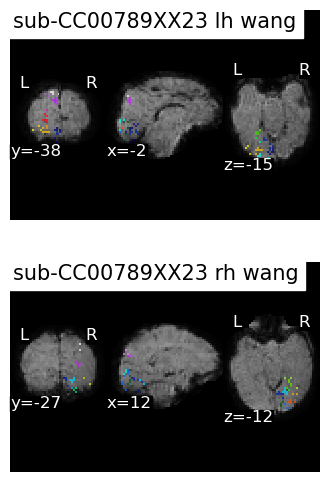 sub-CC00789XX23 lh wang
L R L R
y=-38 x=-2 z=-15
sub-CC00789XX23 rh wang
L R L R
y=-27 x=12 z=-12